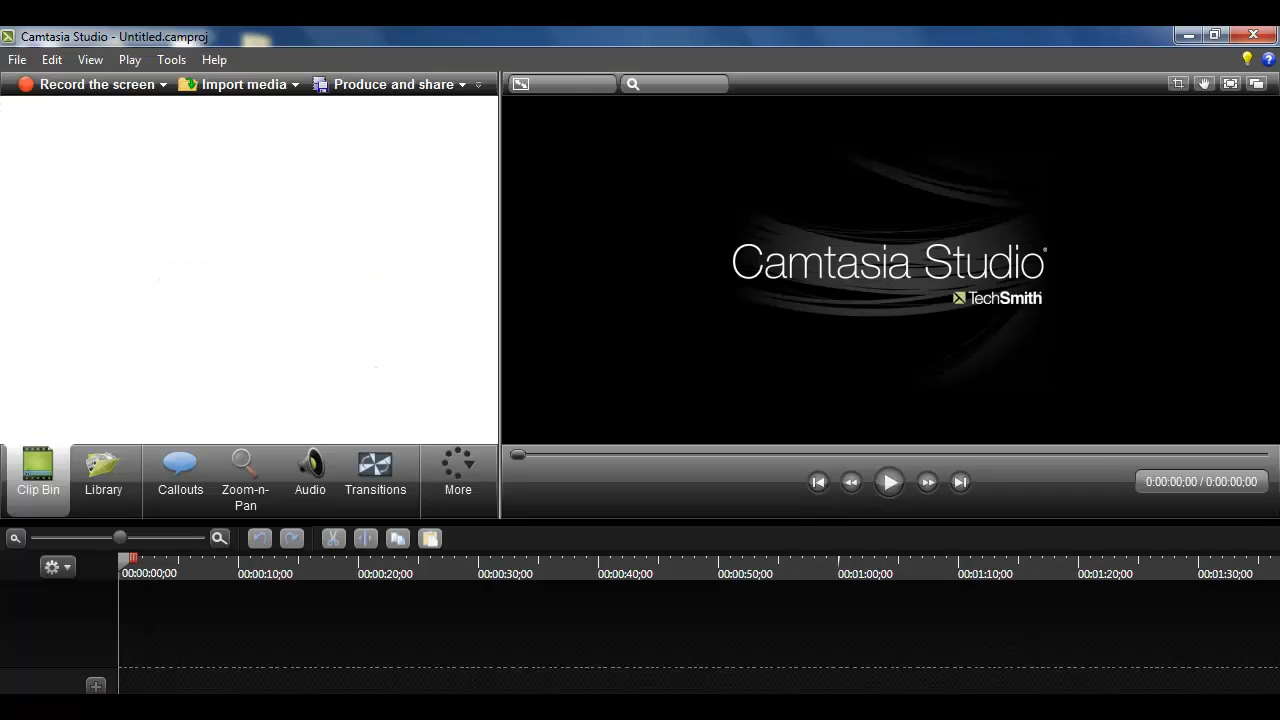 Camtasia Studio - Untitled.camproj
File Edit View Play Tools Help
Record the screen Import media Produce and share
Camtasia Studio®
TechSmith
Clip Bin Library Callouts Zoom-n-Pan Audio Transitions More
0:00:00;00 / 0:00:00;00
00:00:00;00 00:00:10;00 00:00:20;00 00:00:30;00 00:00:40;00 00:00:50;00 00:01:00;00 00:01:10;00 00:01:20;00 00:01:30;00